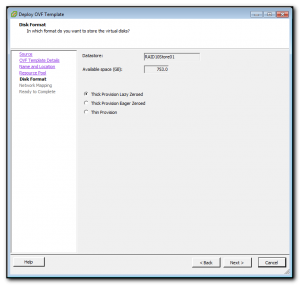 Deploy OVF Template
Disk Format
In which format do you want to store the virtual disks?
Source
OVF Template Details
Name and Location
Resource Pool
Disk Format
Network Mapping
Ready to Complete
Datastore:
RAID10Store01
Available space (GB):
753.0
Thick Provision Lazy Zeroed
Thick Provision Eager Zeroed
Thin Provision
Help
< Back
Next >
Cancel